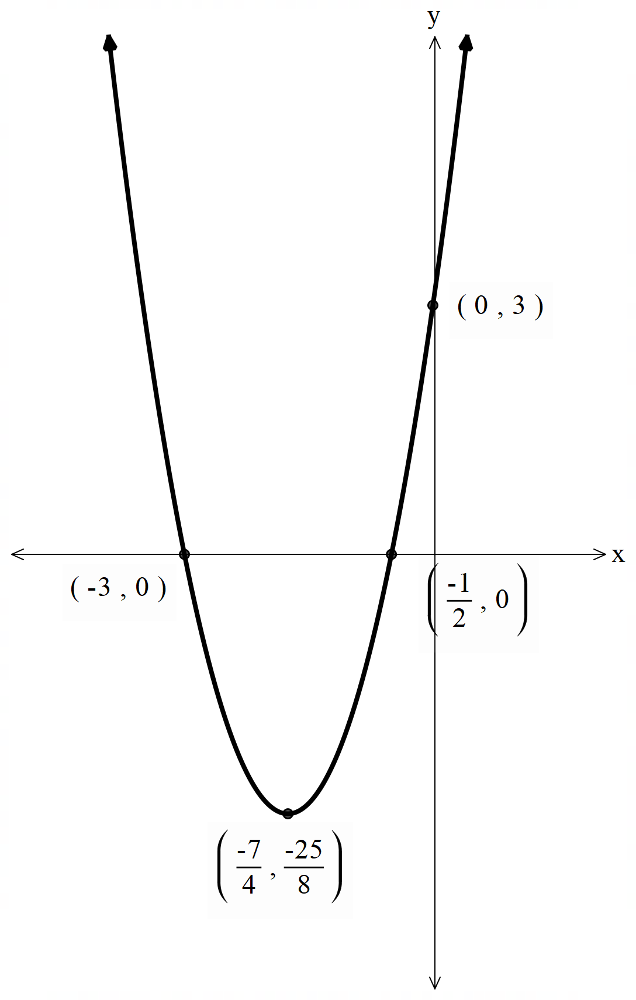 y
( 0 , 3 )
x
( -3 , 0 )
( -1/2 , 0 )
( -7/4 , -25/8 )